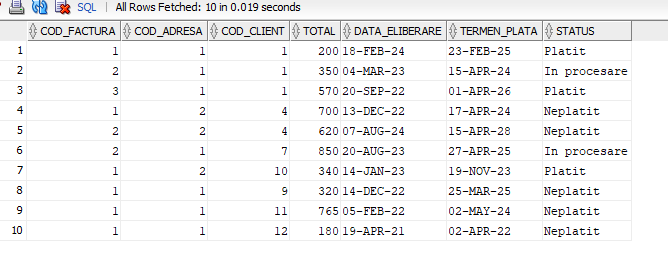 SQL | All Rows Fetched: 10 in 0.019 seconds
COD_FACTURA COD_ADRESA COD_CLIENT TOTAL DATA_ELIBERARE TERMEN_PLATA STATUS
1 1 1 1 200 18-FEB-24 23-FEB-25 Platit
2 2 1 1 350 04-MAR-23 15-APR-24 In procesare
3 3 1 1 570 20-SEP-22 01-APR-26 Platit
4 1 2 4 700 13-DEC-22 17-APR-24 Neplatit
5 2 2 4 620 07-AUG-24 15-APR-28 Neplatit
6 2 1 7 850 20-AUG-23 27-APR-25 In procesare
7 1 2 10 340 14-JAN-23 19-NOV-23 Platit
8 1 1 9 320 14-DEC-22 25-MAR-25 Neplatit
9 1 1 11 765 05-FEB-22 02-MAY-24 Neplatit
10 1 1 12 180 19-APR-21 02-APR-22 Neplatit